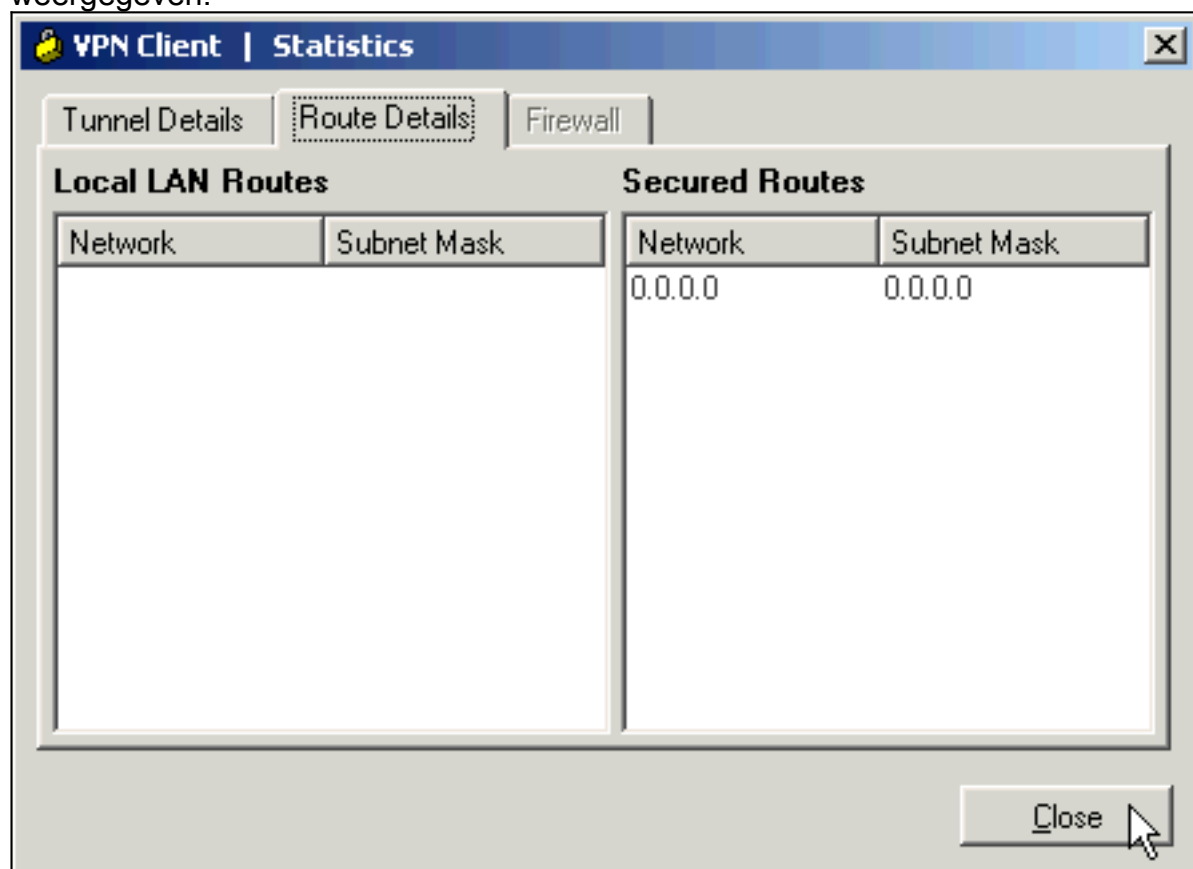 weergegeven.
VPN Client | Statistics
Tunnel Details Route Details Firewall
Local LAN Routes Secured Routes
Network Subnet Mask Network Subnet Mask
0.0.0.0 0.0.0.0
Close